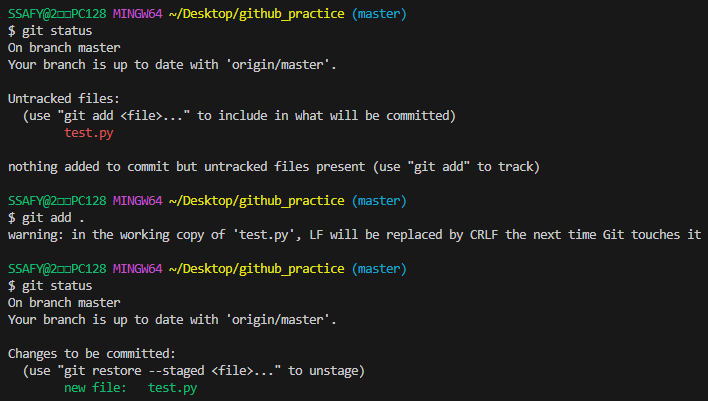 SSAFY@2□□PC128 MINGW64 ~/Desktop/github_practice (master)
$ git status
On branch master
Your branch is up to date with 'origin/master'.
Untracked files:
(use "git add <file>..." to include in what will be committed)
test.py
nothing added to commit but untracked files present (use "git add" to track)
SSAFY@2□□PC128 MINGW64 ~/Desktop/github_practice (master)
$ git add .
warning: in the working copy of 'test.py', LF will be replaced by CRLF the next time Git touches it
SSAFY@2□□PC128 MINGW64 ~/Desktop/github_practice (master)
$ git status
On branch master
Your branch is up to date with 'origin/master'.
Changes to be committed:
(use "git restore --staged <file>..." to unstage)
new file:   test.py